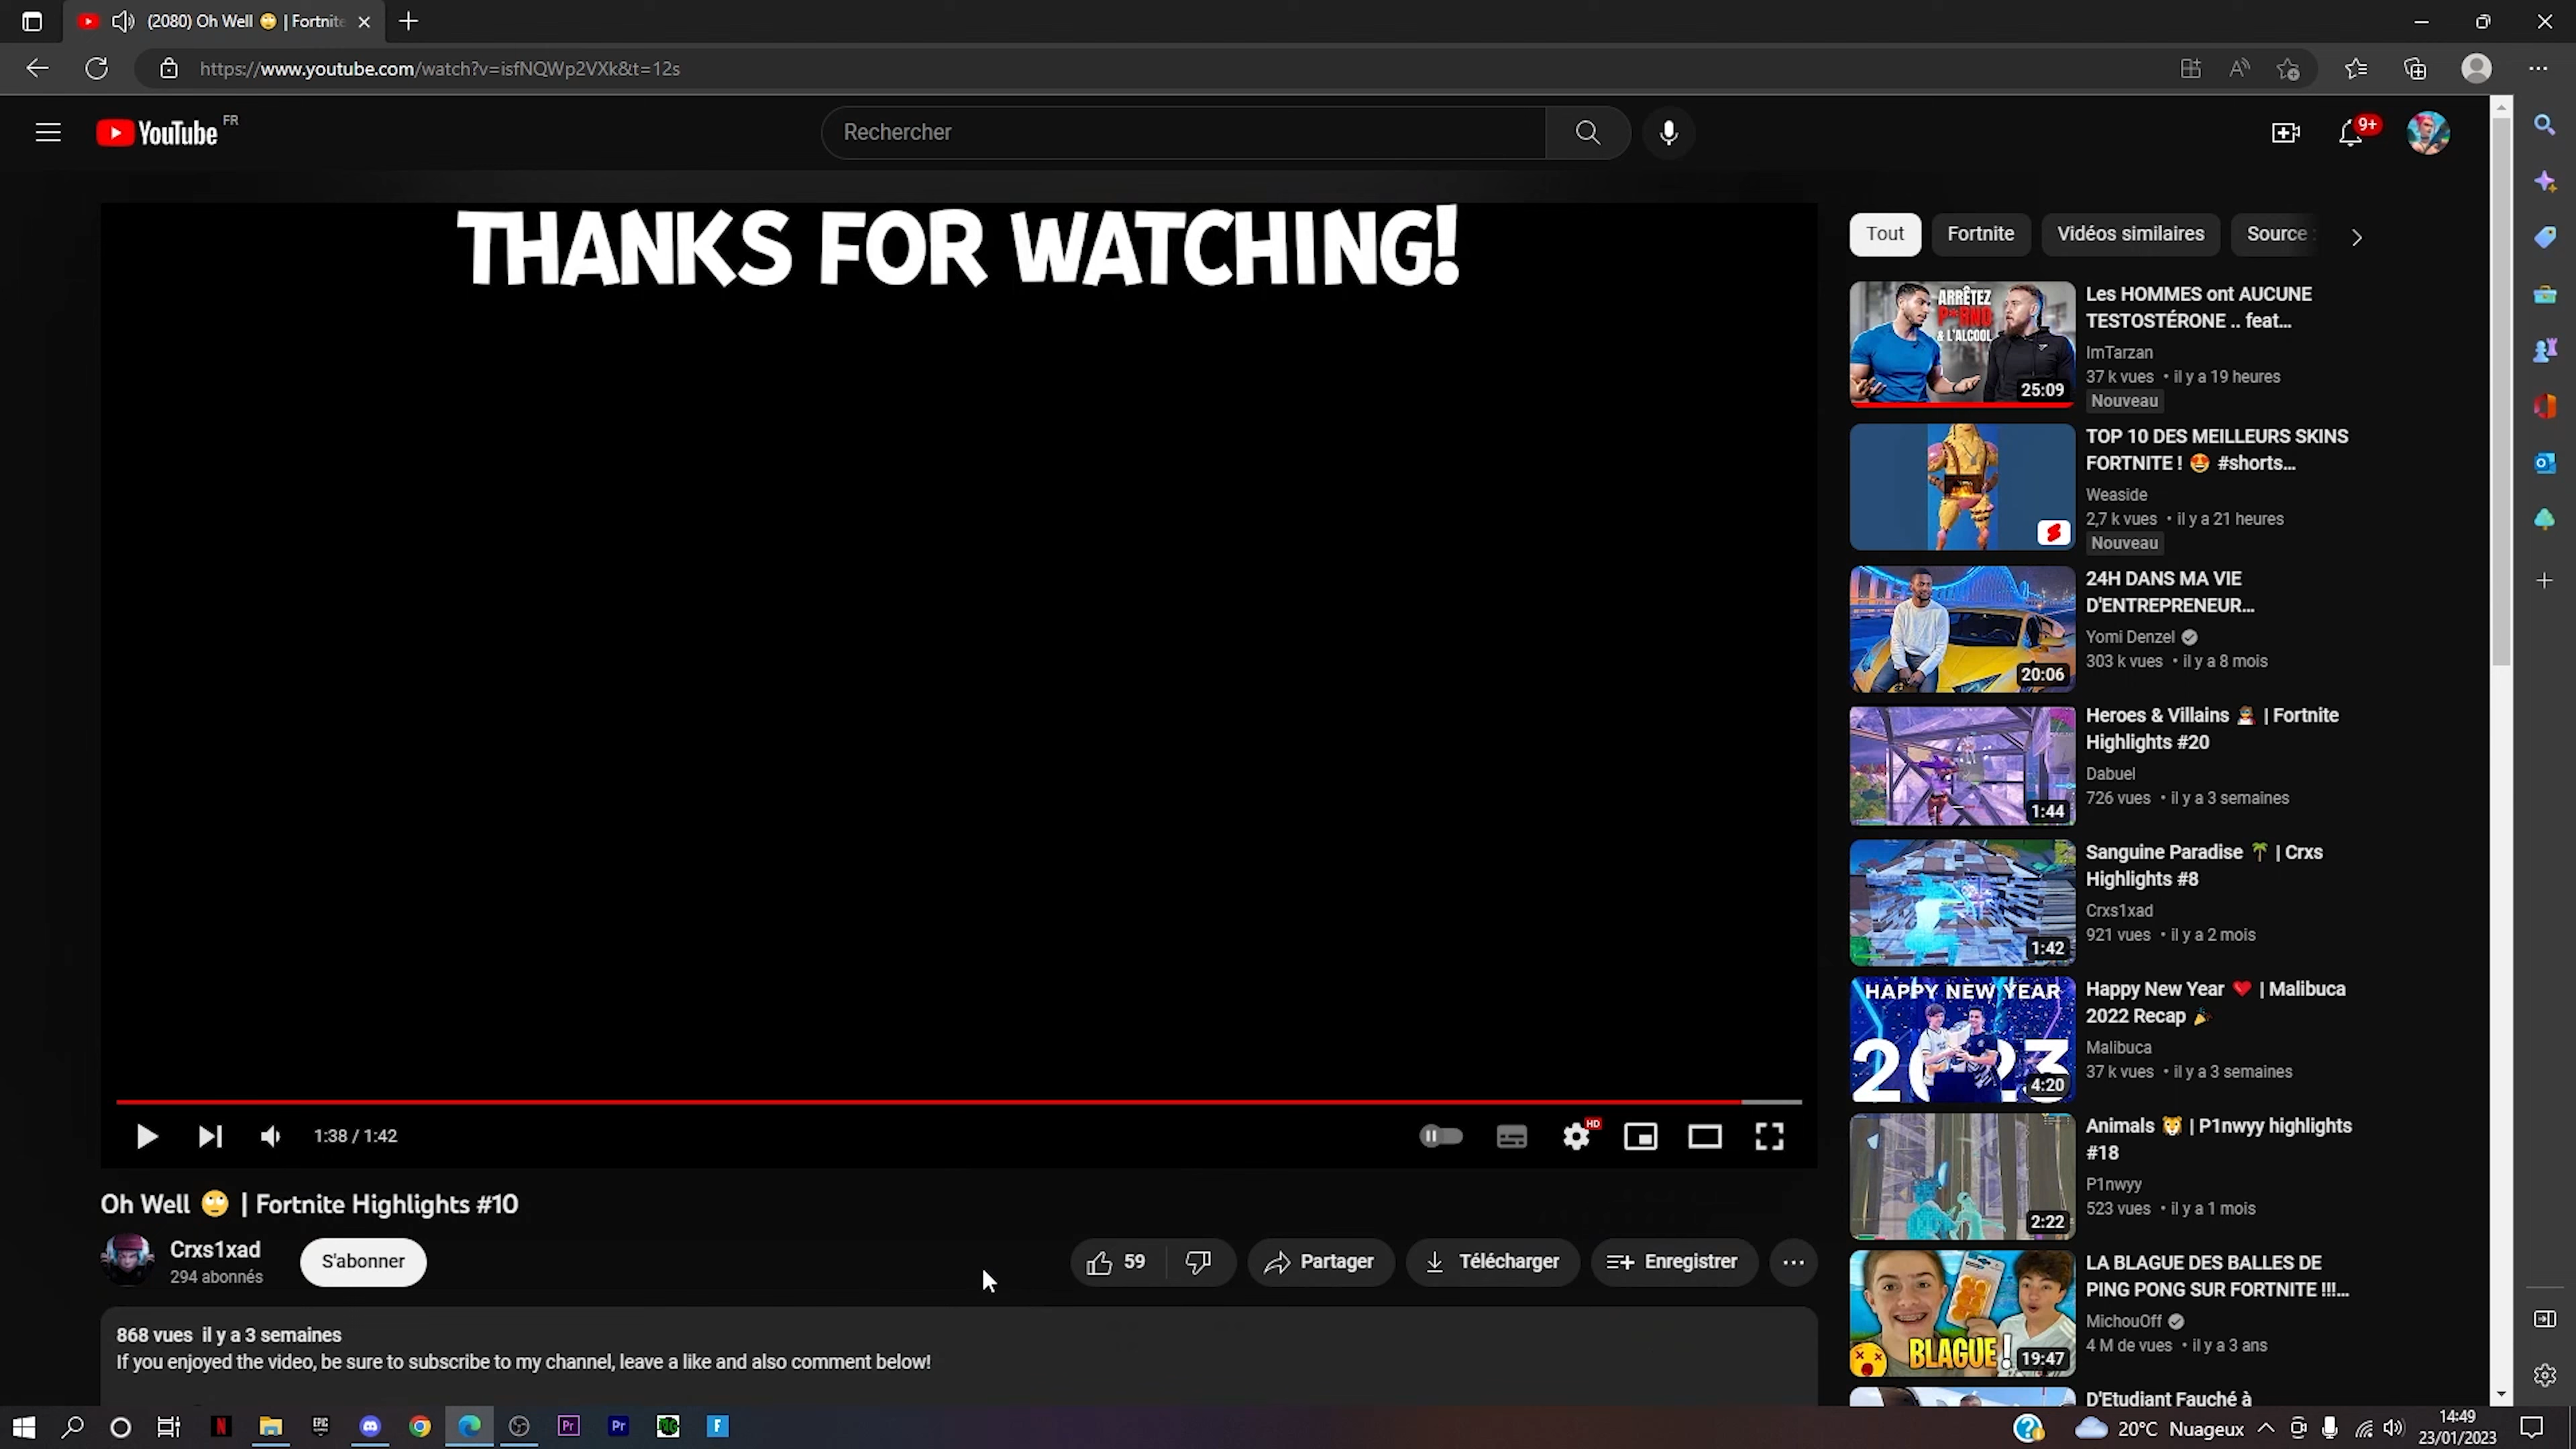 (2080) Oh Well 🙄 | Fortnite
https://www.youtube.com/watch?v=isfNQWp2VXk&t=12s
YouTube FR
Rechercher
9+
THANKS FOR WATCHING!
1:38 / 1:42
HD
Oh Well 🙄 | Fortnite Highlights #10
Crxs1xad
294 abonnés
S'abonner
59
Partager
Télécharger
Enregistrer
868 vues il y a 3 semaines
If you enjoyed the video, be sure to subscribe to my channel, leave a like and also comment below!
Tout
Fortnite
Vidéos similaires
Source :
ARRÊTEZ
P*RNO
& L'ALCOOL
25:09
Les HOMMES ont AUCUNE
TESTOSTÉRONE .. feat...
ImTarzan
37 k vues • il y a 19 heures
Nouveau
TOP 10 DES MEILLEURS SKINS
FORTNITE ! 😍 #shorts...
Weaside
2,7 k vues • il y a 21 heures
Nouveau
20:06
24H DANS MA VIE
D'ENTREPRENEUR...
Yomi Denzel
303 k vues • il y a 8 mois
1:44
Heroes & Villains 🦹 | Fortnite
Highlights #20
Dabuel
726 vues • il y a 3 semaines
1:42
Sanguine Paradise 🌴 | Crxs
Highlights #8
Crxs1xad
921 vues • il y a 2 mois
HAPPY NEW YEAR
2023
4:20
Happy New Year ❤️ | Malibuca
2022 Recap 🎉
Malibuca
37 k vues • il y a 3 semaines
2:22
Animals 🐯 | P1nwyy highlights
#18
P1nwyy
523 vues • il y a 1 mois
BLAGUE !
19:47
LA BLAGUE DES BALLES DE
PING PONG SUR FORTNITE !!!...
MichouOff
4 M de vues • il y a 3 ans
D'Etudiant Fauché à
N
EPIC
GAMES
Pr
Pr
F
20°C Nuageux
14:49
23/01/2023